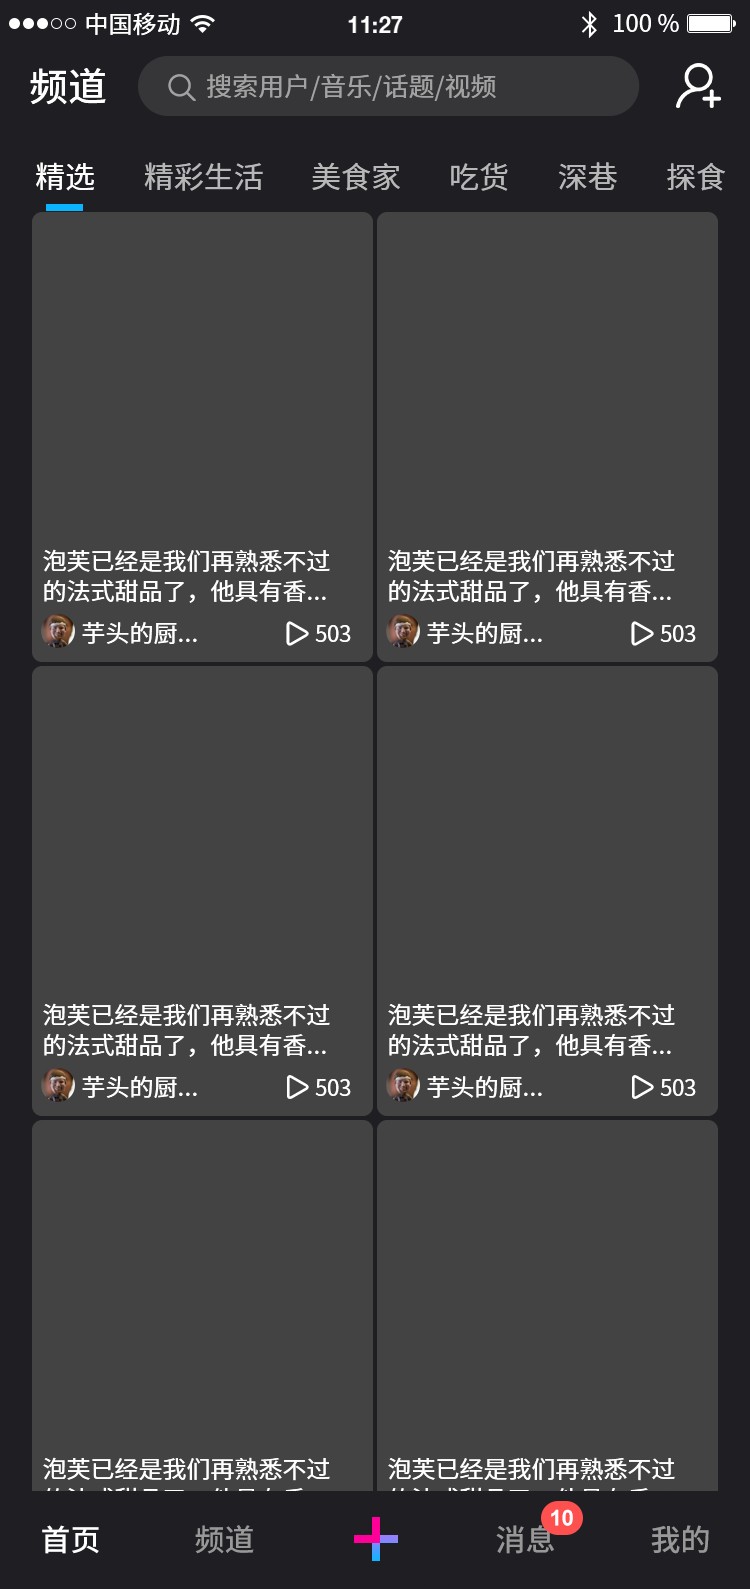 中国移动 11:27 100 %
频道 搜索用户/音乐/话题/视频
精选 精彩生活 美食家 吃货 深巷 探食
泡芙已经是我们再熟悉不过
的法式甜品了，他具有香...
芋头的厨... 503
泡芙已经是我们再熟悉不过
的法式甜品了，他具有香...
芋头的厨... 503
泡芙已经是我们再熟悉不过
的法式甜品了，他具有香...
芋头的厨... 503
泡芙已经是我们再熟悉不过
的法式甜品了，他具有香...
芋头的厨... 503
泡芙已经是我们再熟悉不过
泡芙已经是我们再熟悉不过
首页 频道 消息 10 我的